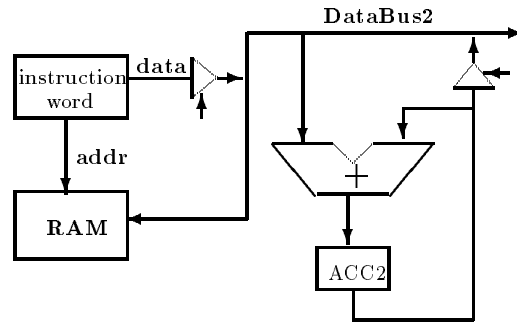 DataBus2
data
instruction
word
addr
+
RAM
ACC2